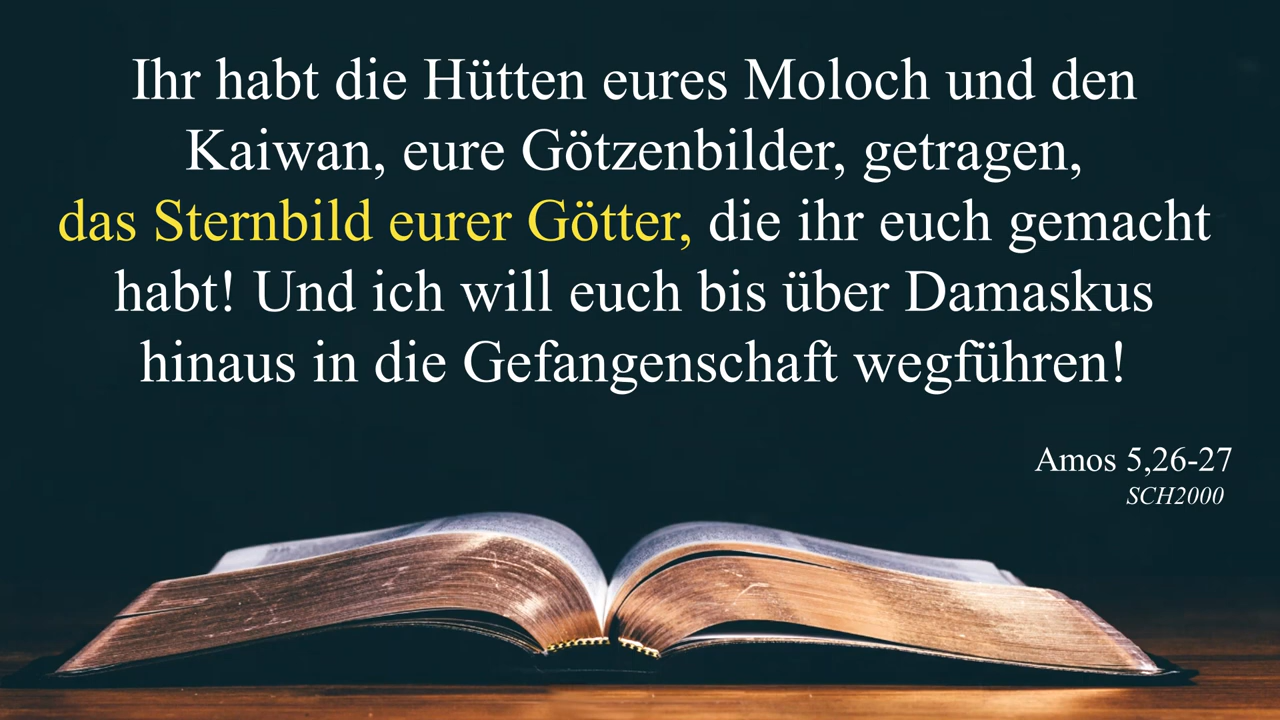 Ihr habt die Hütten eures Moloch und den
Kaiwan, eure Götzenbilder, getragen,
das Sternbild eurer Götter, die ihr euch gemacht
habt! Und ich will euch bis über Damaskus
hinaus in die Gefangenschaft wegführen!
Amos 5,26-27
SCH2000